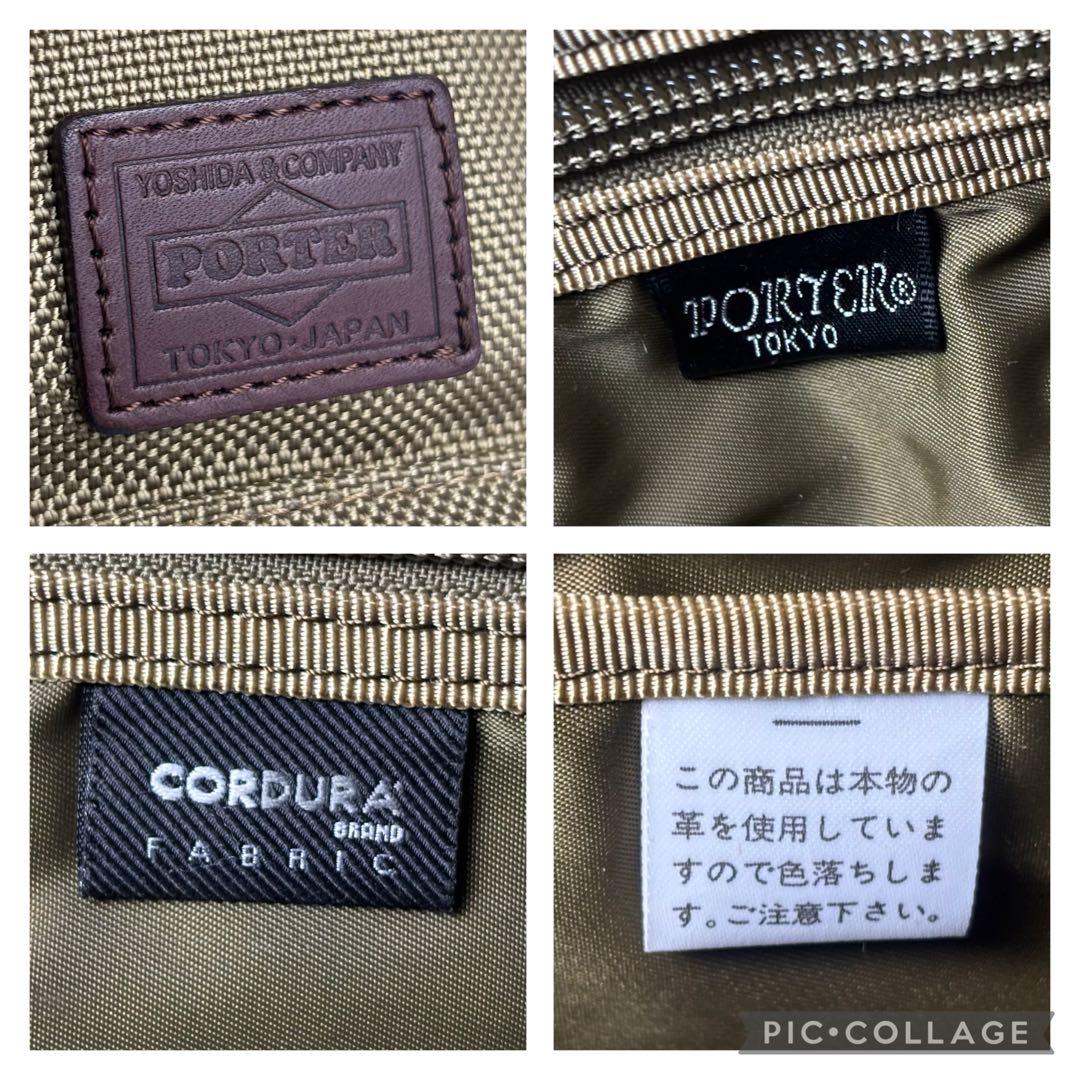 YOSHIDA & COMPANY
PORTER
TOKYO・JAPAN
PORTER®
TOKYO
CORDURA
BRAND
FABRIC
この商品は本物の
革を使用していま
すので色落ちしま
す。ご注意下さい。
PIC•COLLAGE